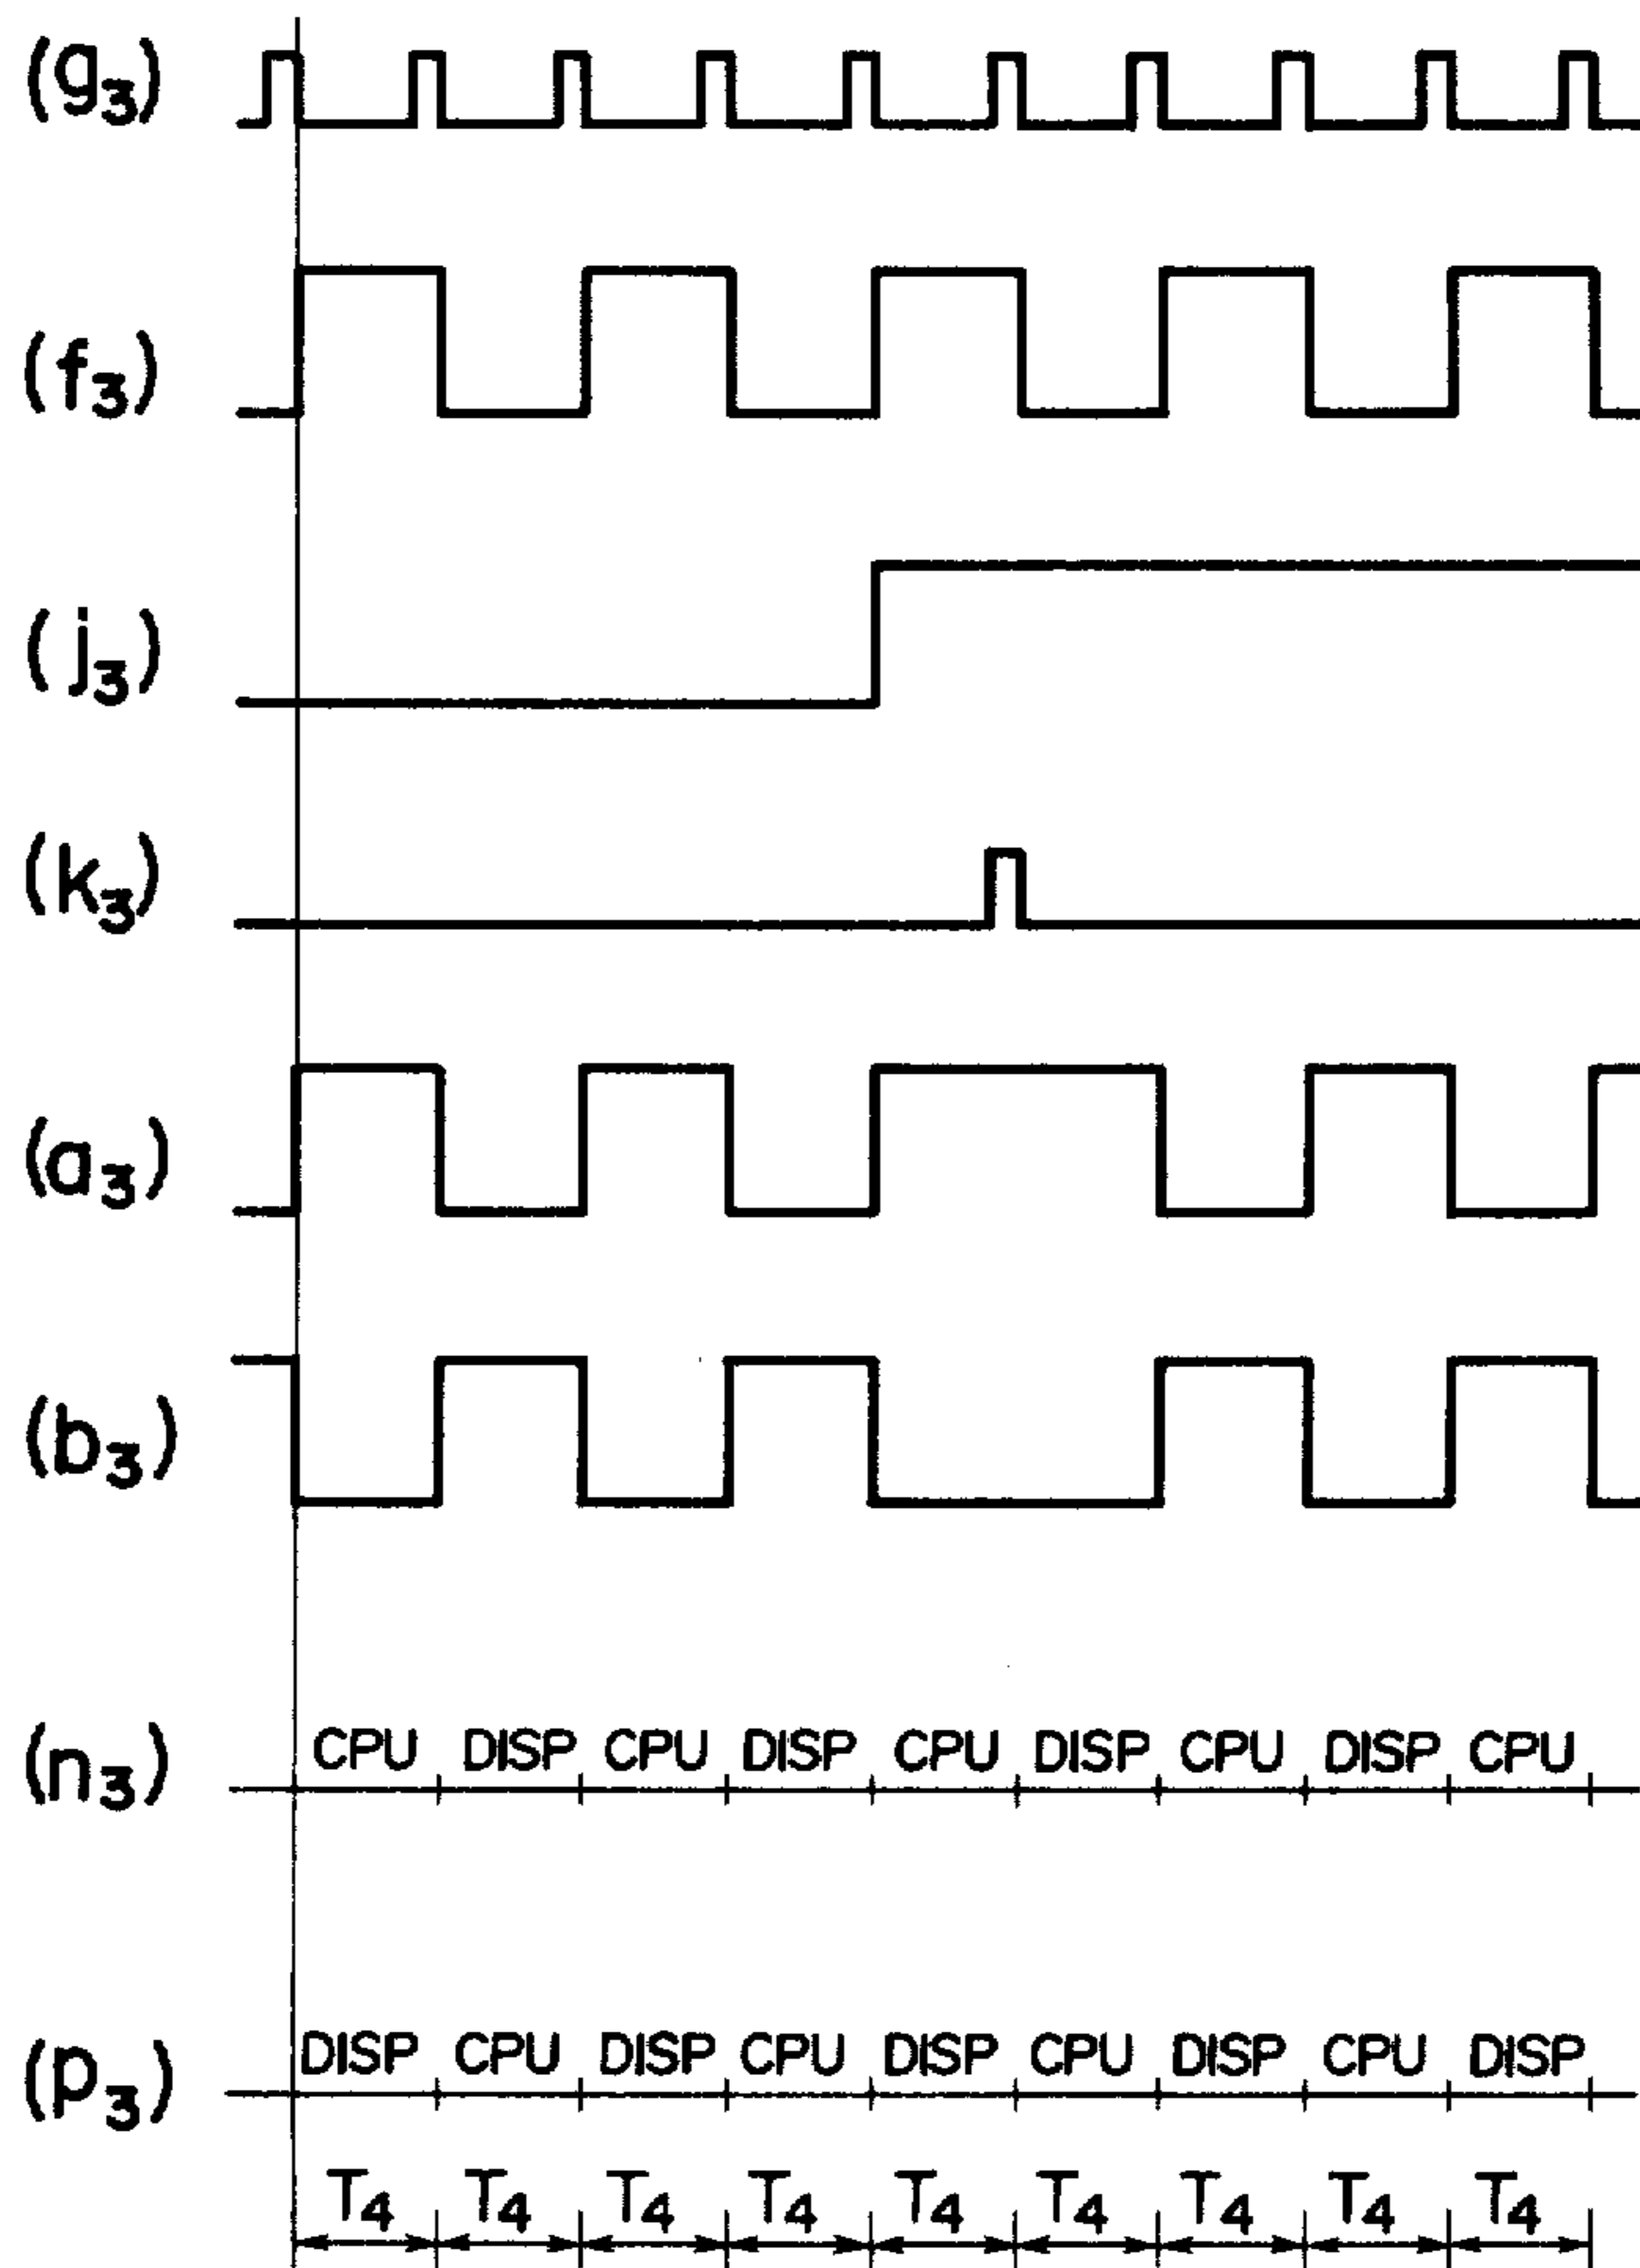 (g₃)
(f₃)
(j₃)
(k₃)
(a₃)
(b₃)
(n₃) CPU DISP CPU DISP CPU DISP CPU DISP CPU
(p₃) DISP CPU DISP CPU DISP CPU DISP CPU DISP
T₄ T₄ T₄ T₄ T₄ T₄ T₄ T₄ T₄